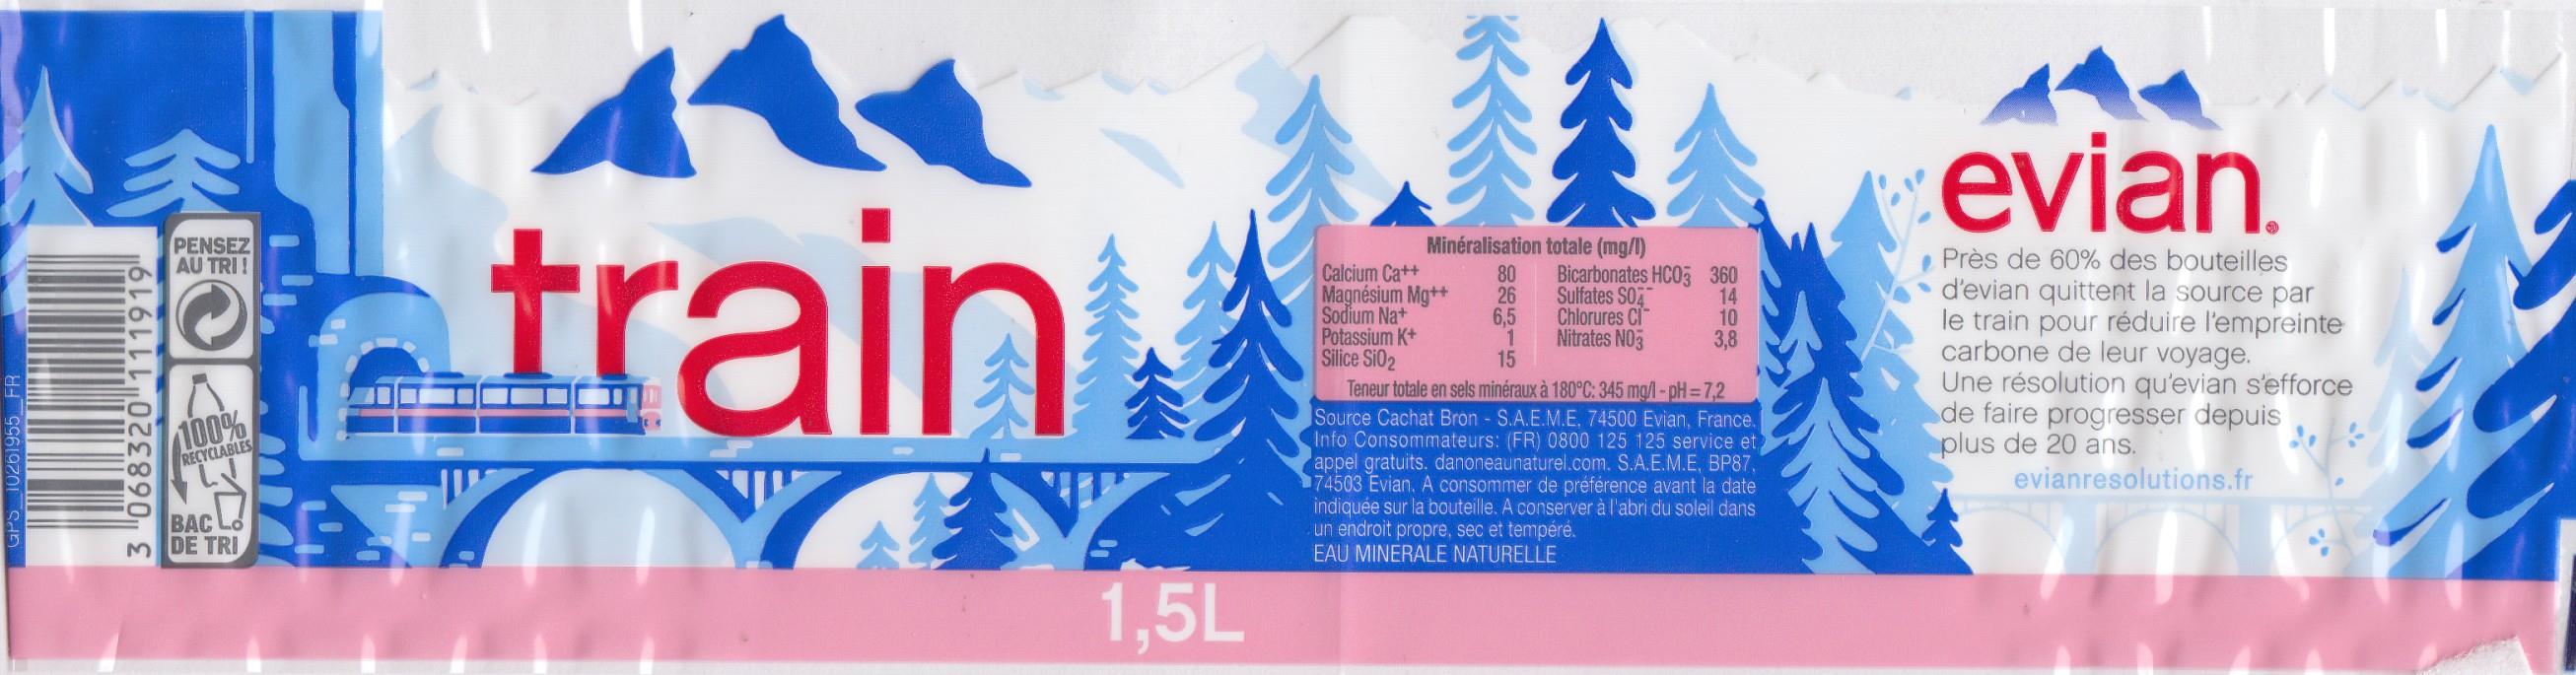 GPS_10261955_FR
3 068320 111919
PENSEZ
AU TRI !
100%
RECYCLABLES
BAC
DE TRI
train
1,5L
Minéralisation totale (mg/l)
Calcium Ca++ 80 Bicarbonates HCO3- 360
Magnésium Mg++ 26 Sulfates SO4-- 14
Sodium Na+ 6,5 Chlorures Cl- 10
Potassium K+ 1 Nitrates NO3- 3,8
Silice SiO2 15
Teneur totale en sels minéraux à 180°C: 345 mg/l - pH = 7,2
Source Cachat Bron - S.A.E.M.E, 74500 Evian, France.
Info Consommateurs: (FR) 0800 125 125 service et
appel gratuits. danoneaunaturel.com. S.A.E.M.E, BP87,
74503 Evian. A consommer de préférence avant la date
indiquée sur la bouteille. A conserver à l'abri du soleil dans
un endroit propre, sec et tempéré.
EAU MINERALE NATURELLE
evian®
Près de 60% des bouteilles
d'evian quittent la source par
le train pour réduire l'empreinte
carbone de leur voyage.
Une résolution qu'evian s'efforce
de faire progresser depuis
plus de 20 ans.
evianresolutions.fr